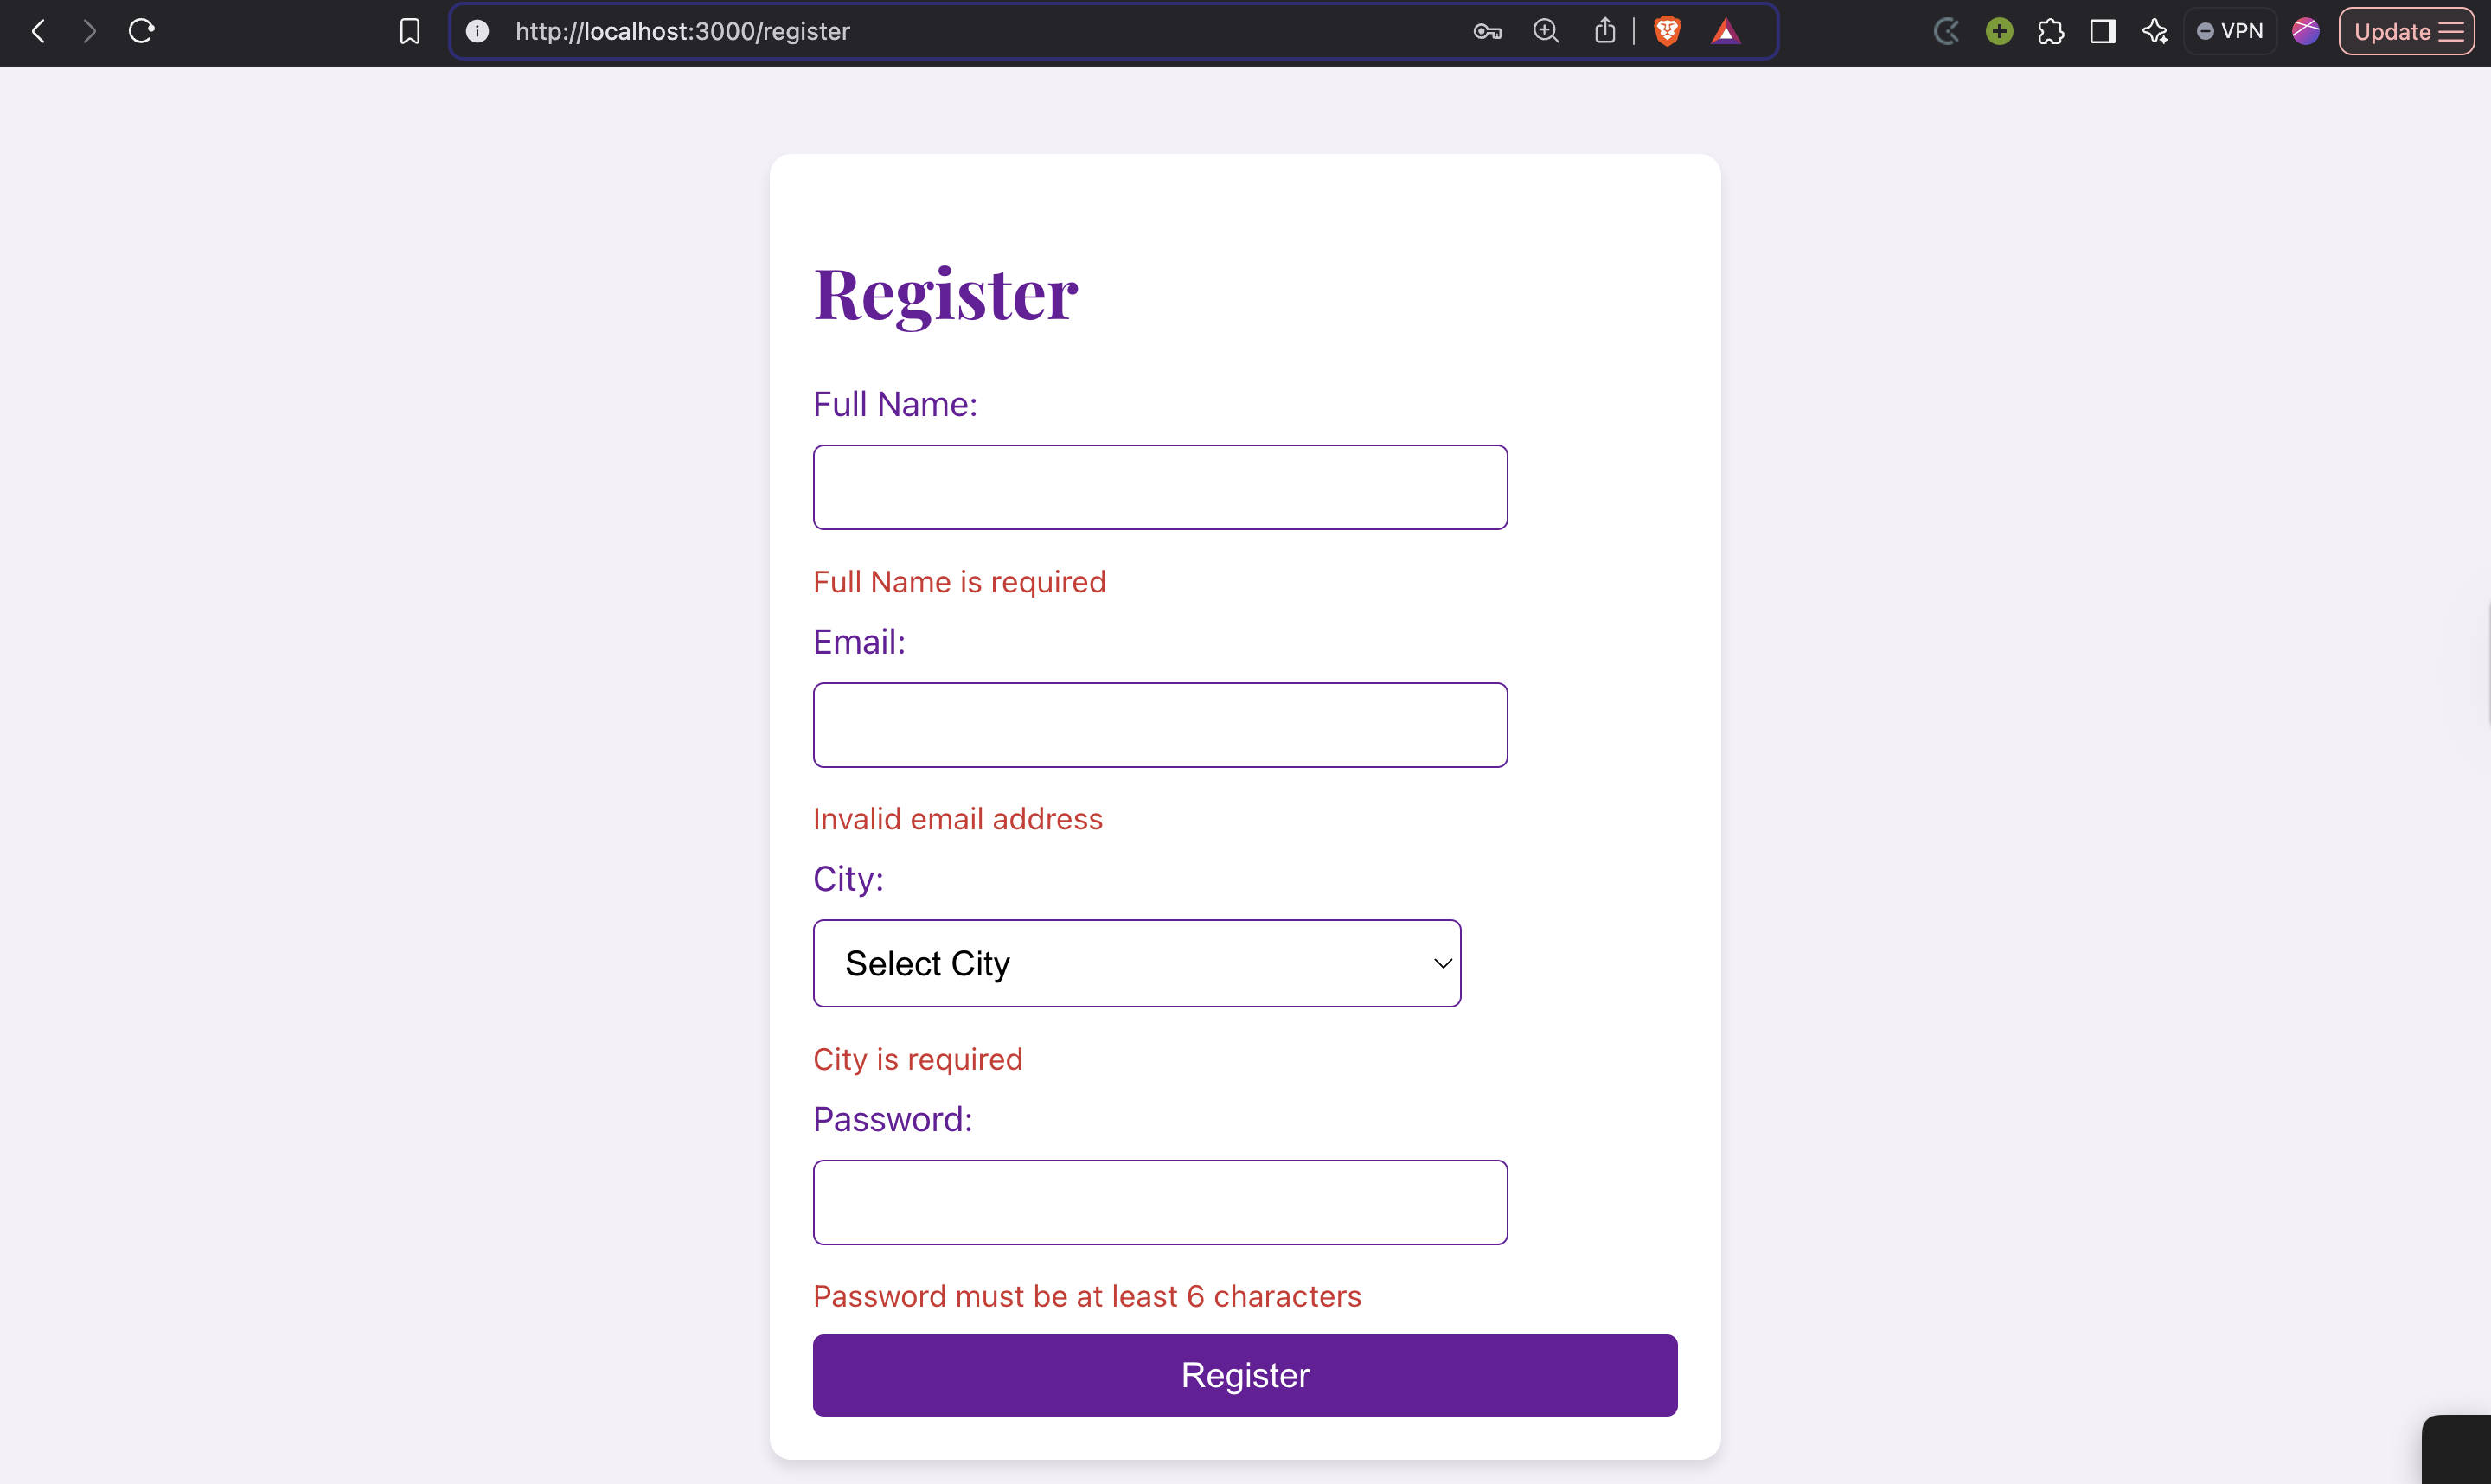 http://localhost:3000/register
VPN
Update
Register
Full Name:
Full Name is required
Email:
Invalid email address
City:
Select City
City is required
Password:
Password must be at least 6 characters
Register